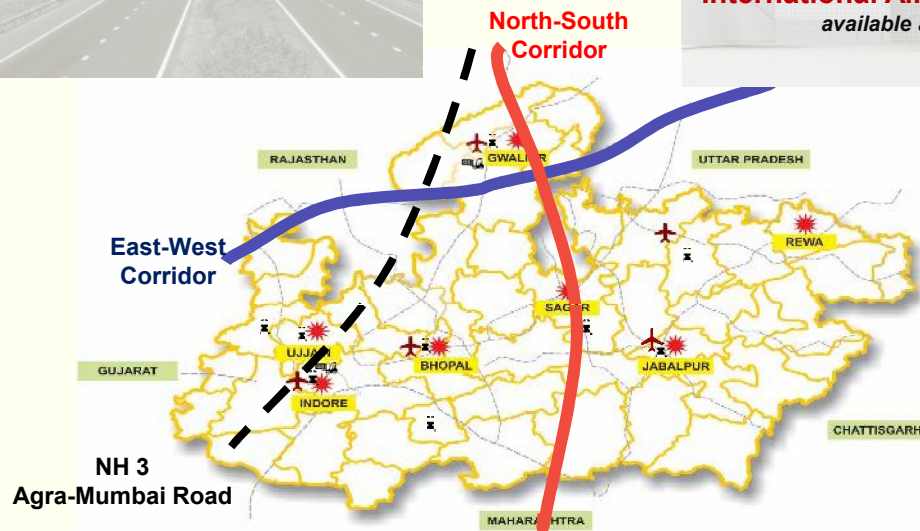 North-South
Corridor
available
RAJASTHAN
GWALIOR
UTTAR PRADESH
East-West
Corridor
REWA
SAGAR
UJJAIN
BHOPAL
JABALPUR
GUJARAT
INDORE
CHATTISGARH
NH 3
Agra-Mumbai Road
MAHARASHTRA